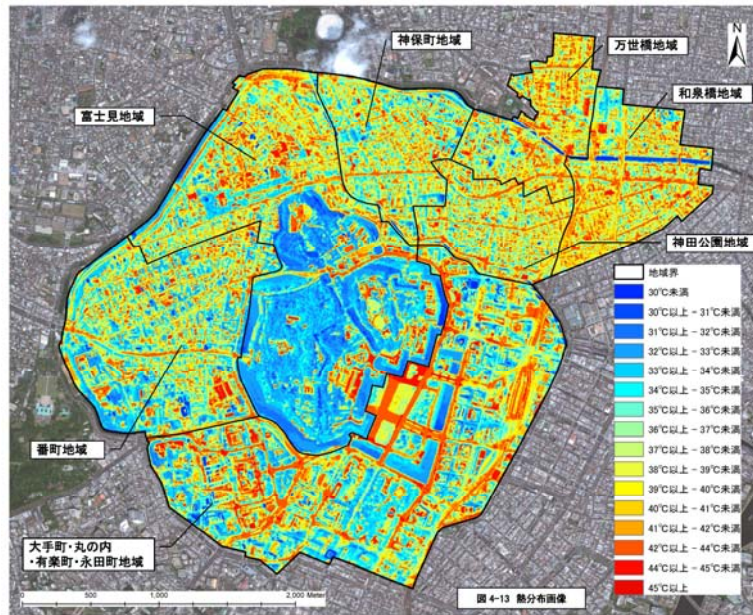 神保町地域
万世橋地域
N
和泉橋地域
富士見地域
神田公園地域
地域界
30℃未満
30℃以上 - 31℃未満
31℃以上 - 32℃未満
32℃以上 - 33℃未満
33℃以上 - 34℃未満
34℃以上 - 35℃未満
35℃以上 - 36℃未満
36℃以上 - 37℃未満
37℃以上 - 38℃未満
38℃以上 - 39℃未満
39℃以上 - 40℃未満
40℃以上 - 41℃未満
41℃以上 - 42℃未満
42℃以上 - 44℃未満
44℃以上 - 45℃未満
45℃以上
番町地域
大手町・丸の内
・有楽町・永田町地域
0 500 1,000 2,000 Meter
図 4-13 熱分布画像